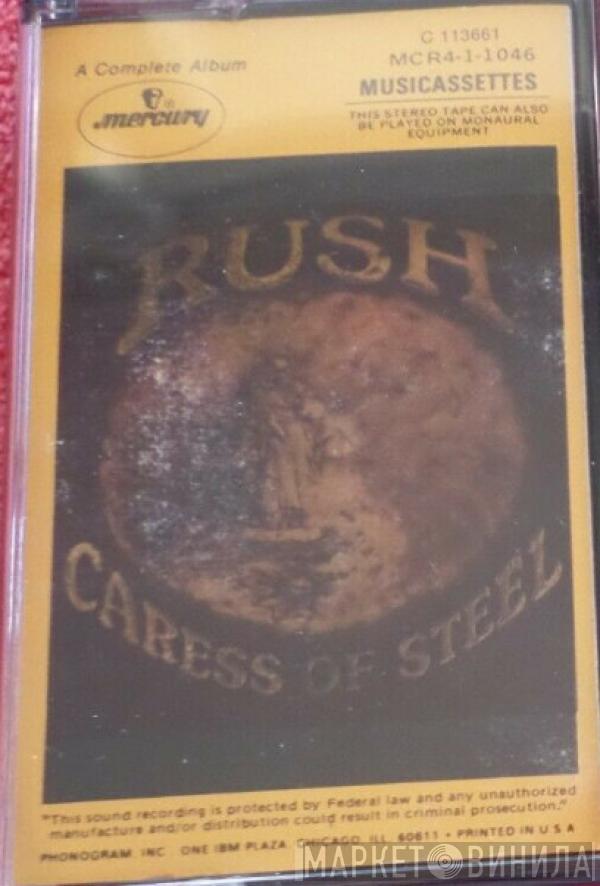 C 113661
MCR4-1-1046
A Complete Album
MUSICASSETTES
mercury
®
THIS STEREO TAPE CAN ALSO
BE PLAYED ON MONAURAL
EQUIPMENT
RUSH
CARESS OF STEEL
"This sound recording is protected by Federal law and any unauthorized
manufacture and/or distribution could result in criminal prosecution."
PHONOGRAM, INC. ONE IBM PLAZA, CHICAGO, ILL. 60611 • PRINTED IN U S A
МАРКЕТ ВИНИЛА